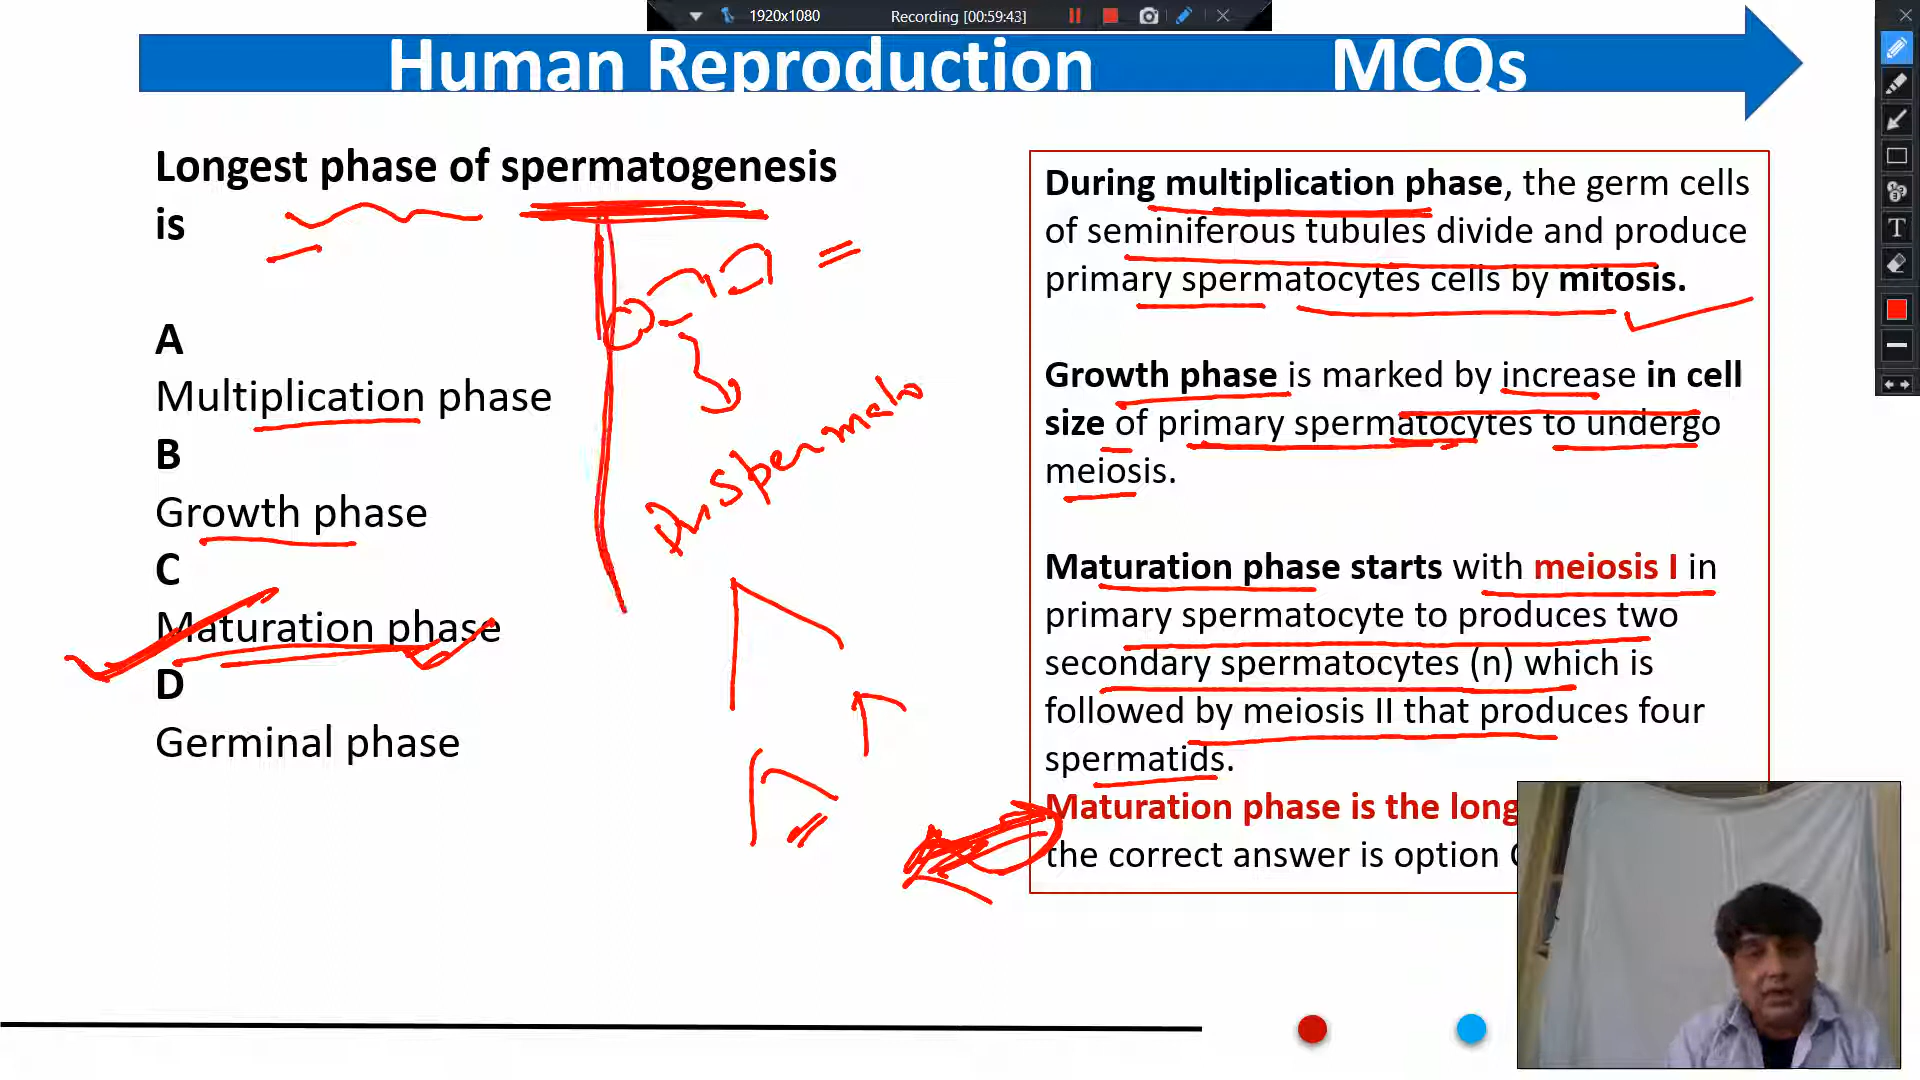 1920x1080 Recording [00:59:43]
Human Reproduction MCQs
Longest phase of spermatogenesis
is
A
Multiplication phase
B
Growth phase
C
Maturation phase
D
Germinal phase
During multiplication phase, the germ cells
of seminiferous tubules divide and produce
primary spermatocytes cells by mitosis.
Growth phase is marked by increase in cell
size of primary spermatocytes to undergo
meiosis.
Maturation phase starts with meiosis I in
primary spermatocyte to produces two
secondary spermatocytes (n) which is
followed by meiosis II that produces four
spermatids.
Maturation phase is the long
the correct answer is option